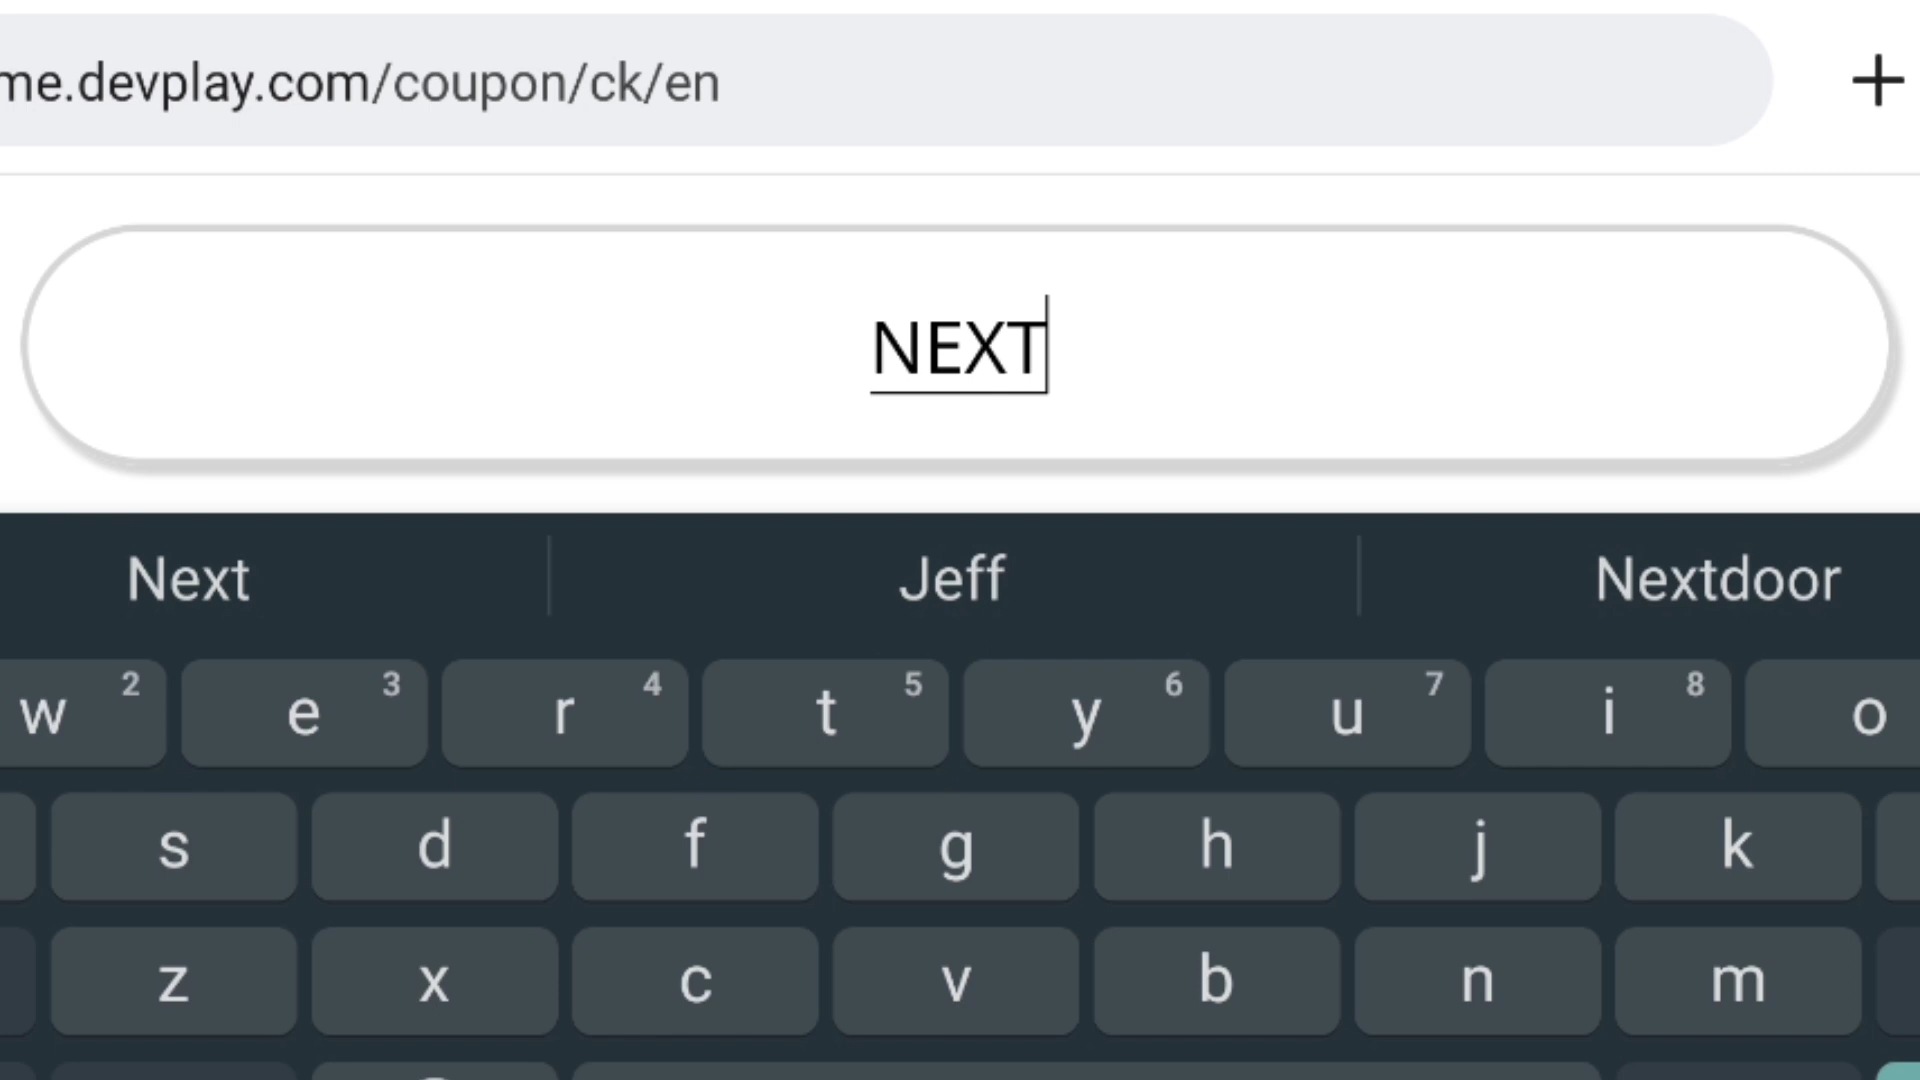 me.devplay.com/coupon/ck/en
NEXT
Next Jeff Nextdoor
w 2 e 3 r 4 t 5 y 6 u 7 i 8 o
s d f g h j k
z x c v b n m